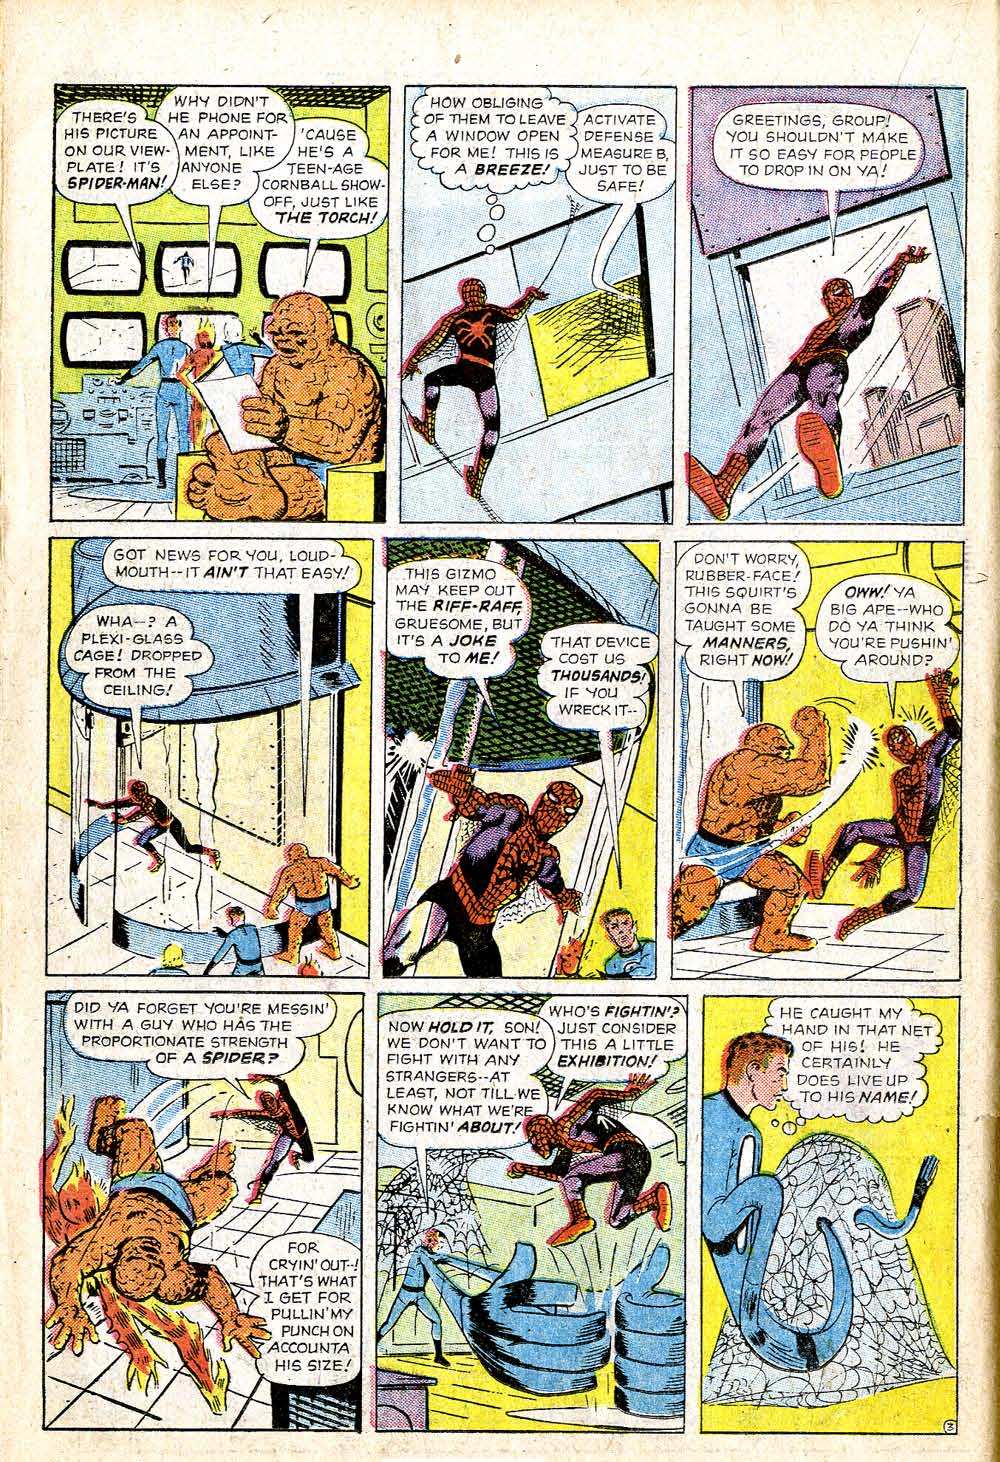 THERE'S
HIS PICTURE
ON OUR VIEW-
PLATE! IT'S
SPIDER-MAN!
WHY DIDN'T
HE PHONE FOR
AN APPOINT-
MENT, LIKE
ANYONE
ELSE?
'CAUSE
HE'S A
TEEN-AGE
CORNBALL SHOW-
OFF, JUST LIKE
THE TORCH!
HOW OBLIGING
OF THEM TO LEAVE
A WINDOW OPEN
FOR ME! THIS IS
A BREEZE!
ACTIVATE
DEFENSE
MEASURE B,
JUST TO BE
SAFE!
GREETINGS, GROUP!
YOU SHOULDN'T MAKE
IT SO EASY FOR PEOPLE
TO DROP IN ON YA!
GOT NEWS FOR YOU, LOUD-
MOUTH--IT AIN'T THAT EASY!
WHA--? A
PLEXI-GLASS
CAGE! DROPPED
FROM THE
CEILING!
THIS GIZMO
MAY KEEP OUT
THE RIFF-RAFF,
GRUESOME, BUT
IT'S A JOKE
TO ME!
THAT DEVICE
COST US
THOUSANDS!
IF YOU
WRECK IT--
DON'T WORRY,
RUBBER-FACE!
THIS SQUIRT'S
GONNA BE
TAUGHT SOME
MANNERS,
RIGHT NOW!
OWW! YA
BIG APE--WHO
DO YA THINK
YOU'RE PUSHIN'
AROUND?
DID YA FORGET YOU'RE MESSIN'
WITH A GUY WHO HAS THE
PROPORTIONATE STRENGTH
OF A SPIDER?
FOR
CRYIN' OUT--!
THAT'S WHAT
I GET FOR
PULLIN' MY
PUNCH ON
ACCOUNTA
HIS SIZE!
NOW HOLD IT, SON!
WE DON'T WANT TO
FIGHT WITH ANY
STRANGERS--AT
LEAST, NOT TILL WE
KNOW WHAT WE'RE
FIGHTIN' ABOUT!
WHO'S FIGHTIN'?
JUST CONSIDER
THIS A LITTLE
EXHIBITION!
HE CAUGHT MY
HAND IN THAT NET
OF HIS! HE
CERTAINLY
DOES LIVE UP
TO HIS NAME!
3